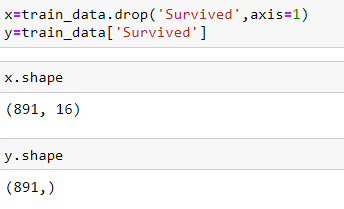 x=train_data.drop('Survived',axis=1)
y=train_data['Survived']
x.shape
(891, 16)
y.shape
(891,)